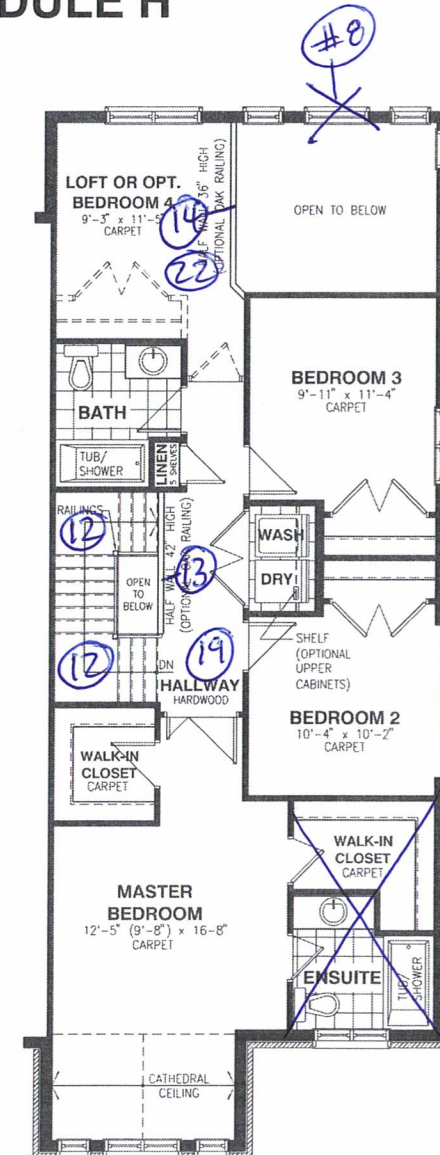 DULE H
#8
LOFT OR OPT.
BEDROOM 4
9'-3" x 11'-5"
CARPET
14
22
HALF WALL 36" HIGH
(OPTIONAL OAK RAILING)
OPEN TO BELOW
BEDROOM 3
9'-11" x 11'-4"
CARPET
BATH
TUB/
SHOWER
LINEN
5 SHELVES
RAILINGS
12
OPEN
TO
BELOW
HALF WALL 42" HIGH
(OPTIONAL OAK RAILING)
13
WASH
DRY
12
DN
19
HALLWAY
HARDWOOD
SHELF
(OPTIONAL
UPPER
CABINETS)
BEDROOM 2
10'-4" x 10'-2"
CARPET
WALK-IN
CLOSET
CARPET
WALK-IN
CLOSET
CARPET
MASTER
BEDROOM
12'-5" (9'-8") x 16-8"
CARPET
ENSUITE
TUB/
SHOWER
CATHEDRAL
CEILING